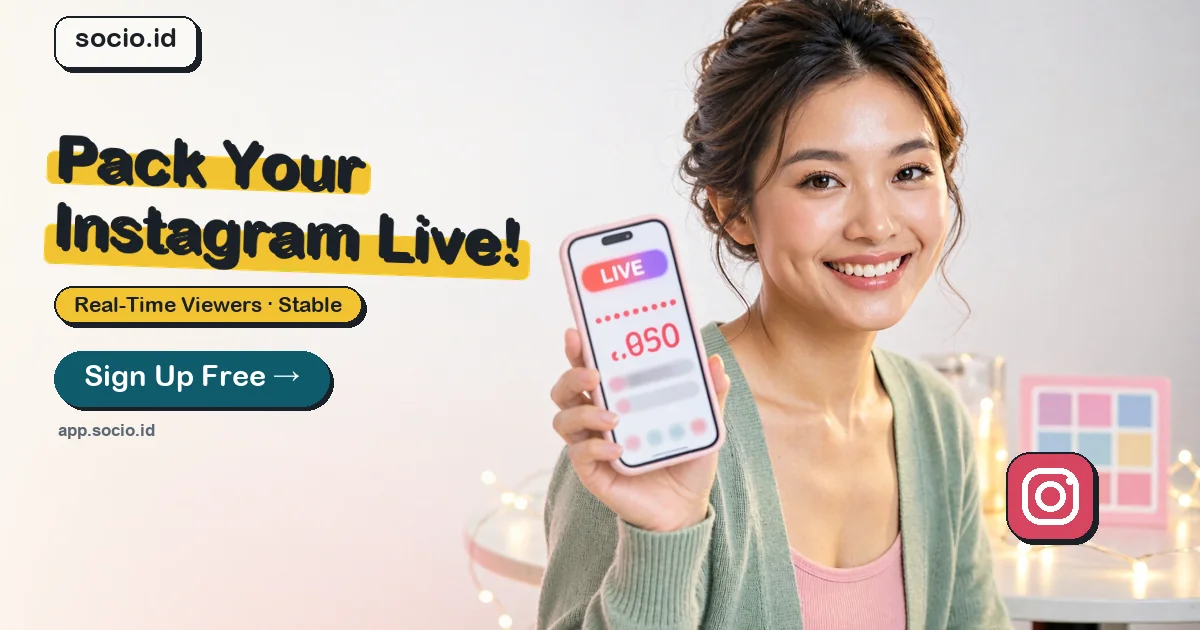 socio.id
Pack Your
Instagram Live!
Real-Time Viewers · Stable
Sign Up Free →
app.socio.id
LIVE